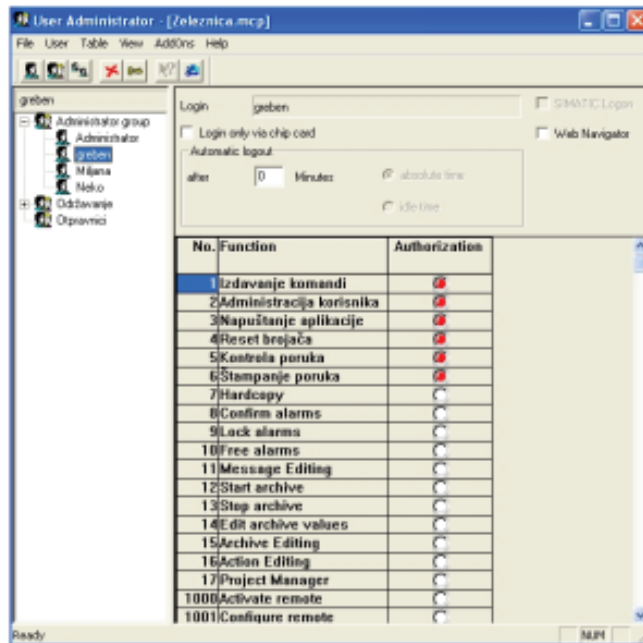 User Administrator - [Železnica.mcp]
File User Table View AddOns Help
greben
Administrator group
Administrator
greben
Miljana
Neko
Održavanje
Otpravnici
Login greben
SIMATIC Logon
Login only via chip card
Web Navigator
Automatic logout
after 0 Minutes
absolute time
idle time
No. Function Authorization
1 Izdavanje komandi
2 Administracija korisnika
3 Napuštanje aplikacije
4 Reset brojača
5 Kontrola poruka
6 Štampanje poruka
7 Hardcopy
8 Confirm alarms
9 Lock alarms
10 Free alarms
11 Message Editing
12 Start archive
13 Stop archive
14 Edit archive values
15 Archive Editing
16 Action Editing
17 Project Manager
1000 Activate remote
1001 Configure remote
Ready
NUM